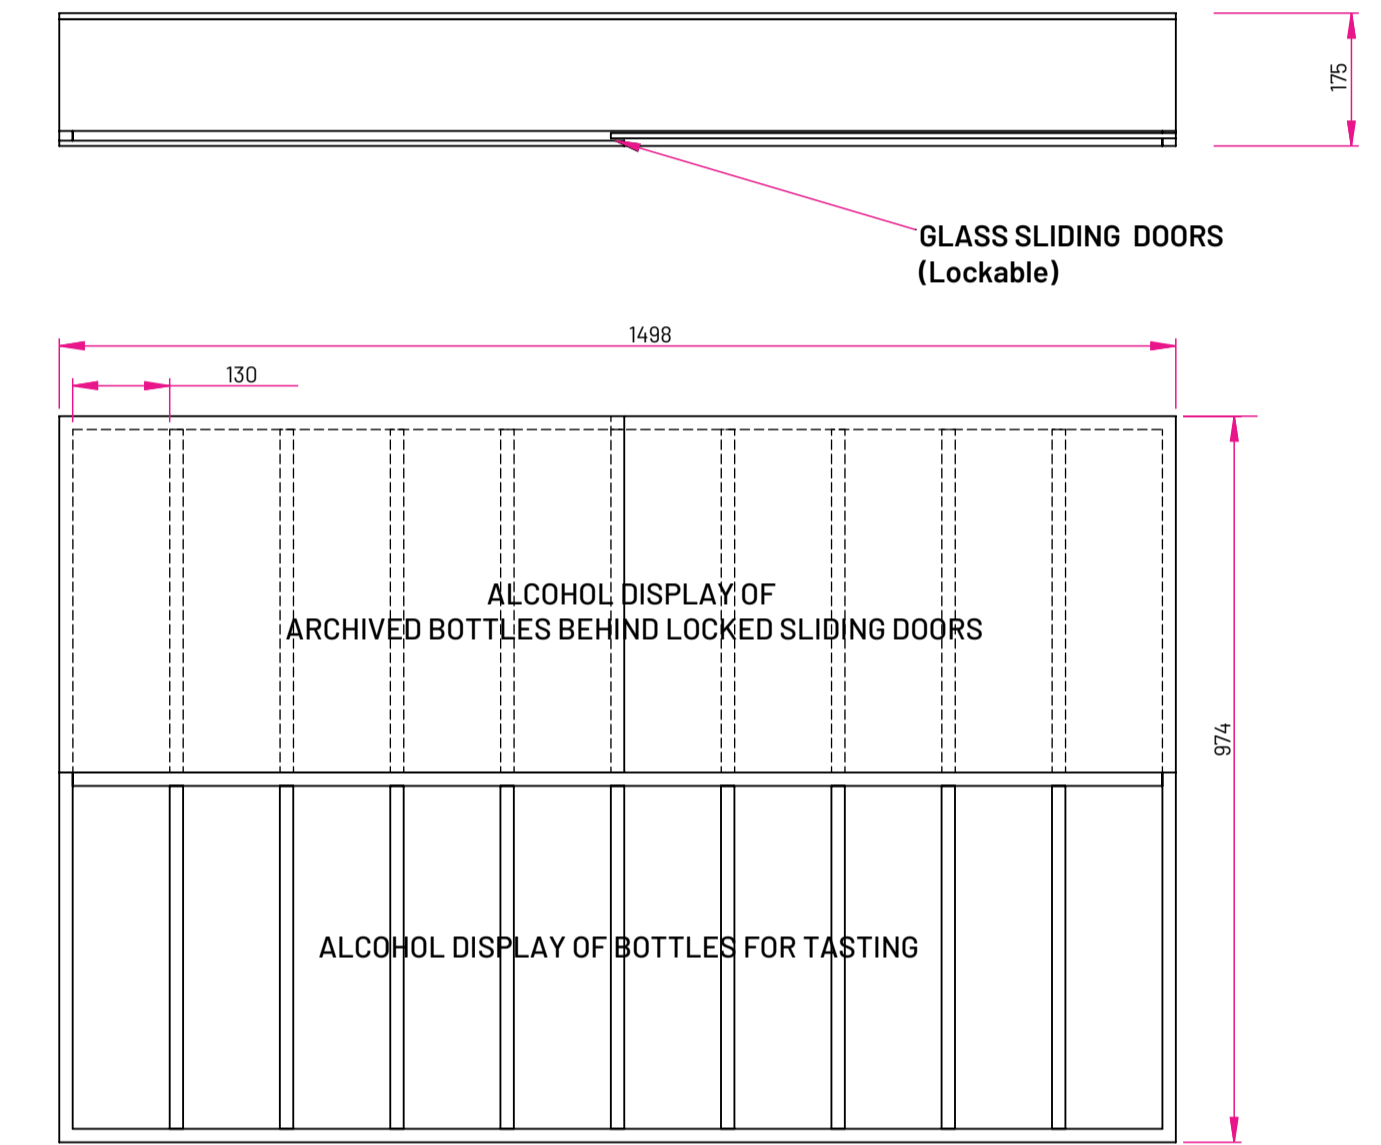 175
GLASS SLIDING DOORS
(Lockable)
1498
130
ALCOHOL DISPLAY OF
ARCHIVED BOTTLES BEHIND LOCKED SLIDING DOORS
974
ALCOHOL DISPLAY OF BOTTLES FOR TASTING